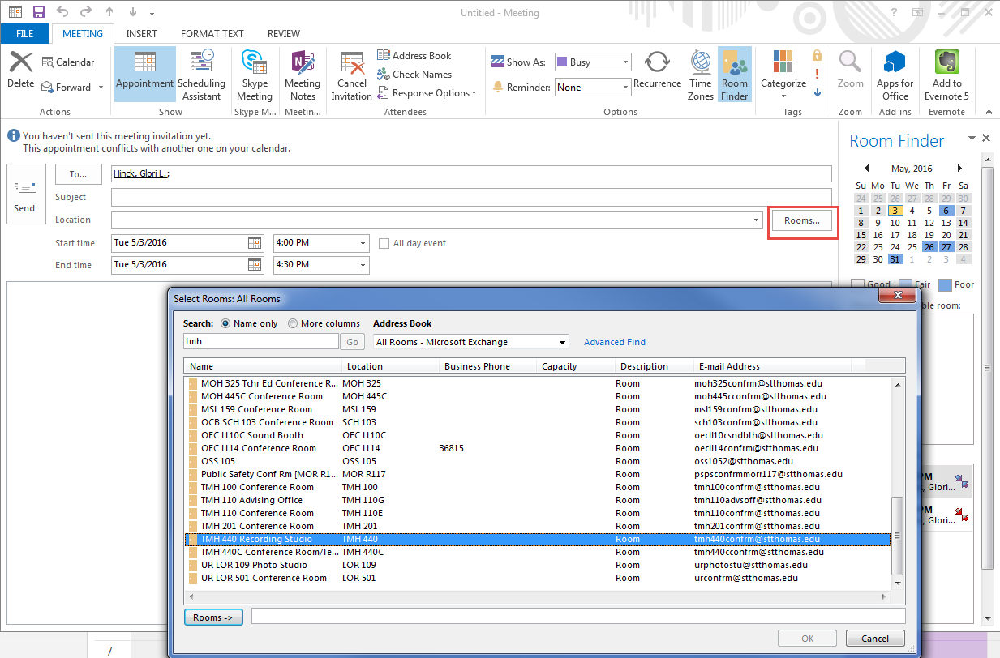 Untitled - Meeting
?
FILE MEETING INSERT FORMAT TEXT REVIEW
Delete
Calendar
Forward
Actions
Appointment
Scheduling Assistant
Show
Skype Meeting
Skype M...
Meeting Notes
Meetin...
Cancel Invitation
Address Book
Check Names
Response Options
Attendees
Show As: Busy
Reminder: None
Recurrence
Time Zones
Room Finder
Options
Categorize
Tags
Zoom
Zoom
Apps for Office
Add-ins
Add to Evernote 5
Evernote
You haven't sent this meeting invitation yet.
This appointment conflicts with another one on your calendar.
Send
To... Hinck, Glori L.;
Subject
Location Rooms...
Start time Tue 5/3/2016 4:00 PM All day event
End time Tue 5/3/2016 4:30 PM
Room Finder
May, 2016
Su Mo Tu We Th Fr Sa
24 25 26 27 28 29 30
1 2 3 4 5 6 7
8 9 10 11 12 13 14
15 16 17 18 19 20 21
22 23 24 25 26 27 28
29 30 31 1 2 3 4
Good Fair Poor
ble room:
PM
, Glori...
PM
, Glori...
Select Rooms: All Rooms
Search: Name only More columns Address Book
tmh Go All Rooms - Microsoft Exchange Advanced Find
Name Location Business Phone Capacity Description E-mail Address
MOH 325 Tchr Ed Conference R... MOH 325 Room moh325confrm@stthomas.edu
MOH 445C Conference Room MOH 445C Room moh445cconfrm@stthomas.edu
MSL 159 Conference Room MSL 159 Room msl159confrm@stthomas.edu
OCB SCH 103 Conference Room SCH 103 Room sch103confrm@stthomas.edu
OEC LL10 Sound Booth OEC LL10C Room oecll10csndbth@stthomas.edu
OEC LL14 Conference Room OEC LL14 36815 Room oecll14confrm@stthomas.edu
OSS 105 OSS 105 Room oss1052@stthomas.edu
Public Safety Conf Rm [MOR R1... MOR R117 Room pspsconfrmmorr117@stthomas.edu
TMH 100 Conference Room TMH 100 Room tmh100confrm@stthomas.edu
TMH 110 Advising Office TMH 110G Room tmh110advsoff@stthomas.edu
TMH 110 Conference Room TMH 110E Room tmh110confrm@stthomas.edu
TMH 201 Conference Room TMH 201 Room tmh201confrm@stthomas.edu
TMH 440 Recording Studio TMH 440 Room tmh440confrm@stthomas.edu
TMH 440C Conference Room/Te... TMH 440C Room tmh440cconfrm@stthomas.edu
UR LOR 109 Photo Studio LOR 109 Room urphotostu@stthomas.edu
UR LOR 501 Conference Room LOR 501 Room urconfrm@stthomas.edu
Rooms ->
OK Cancel
7